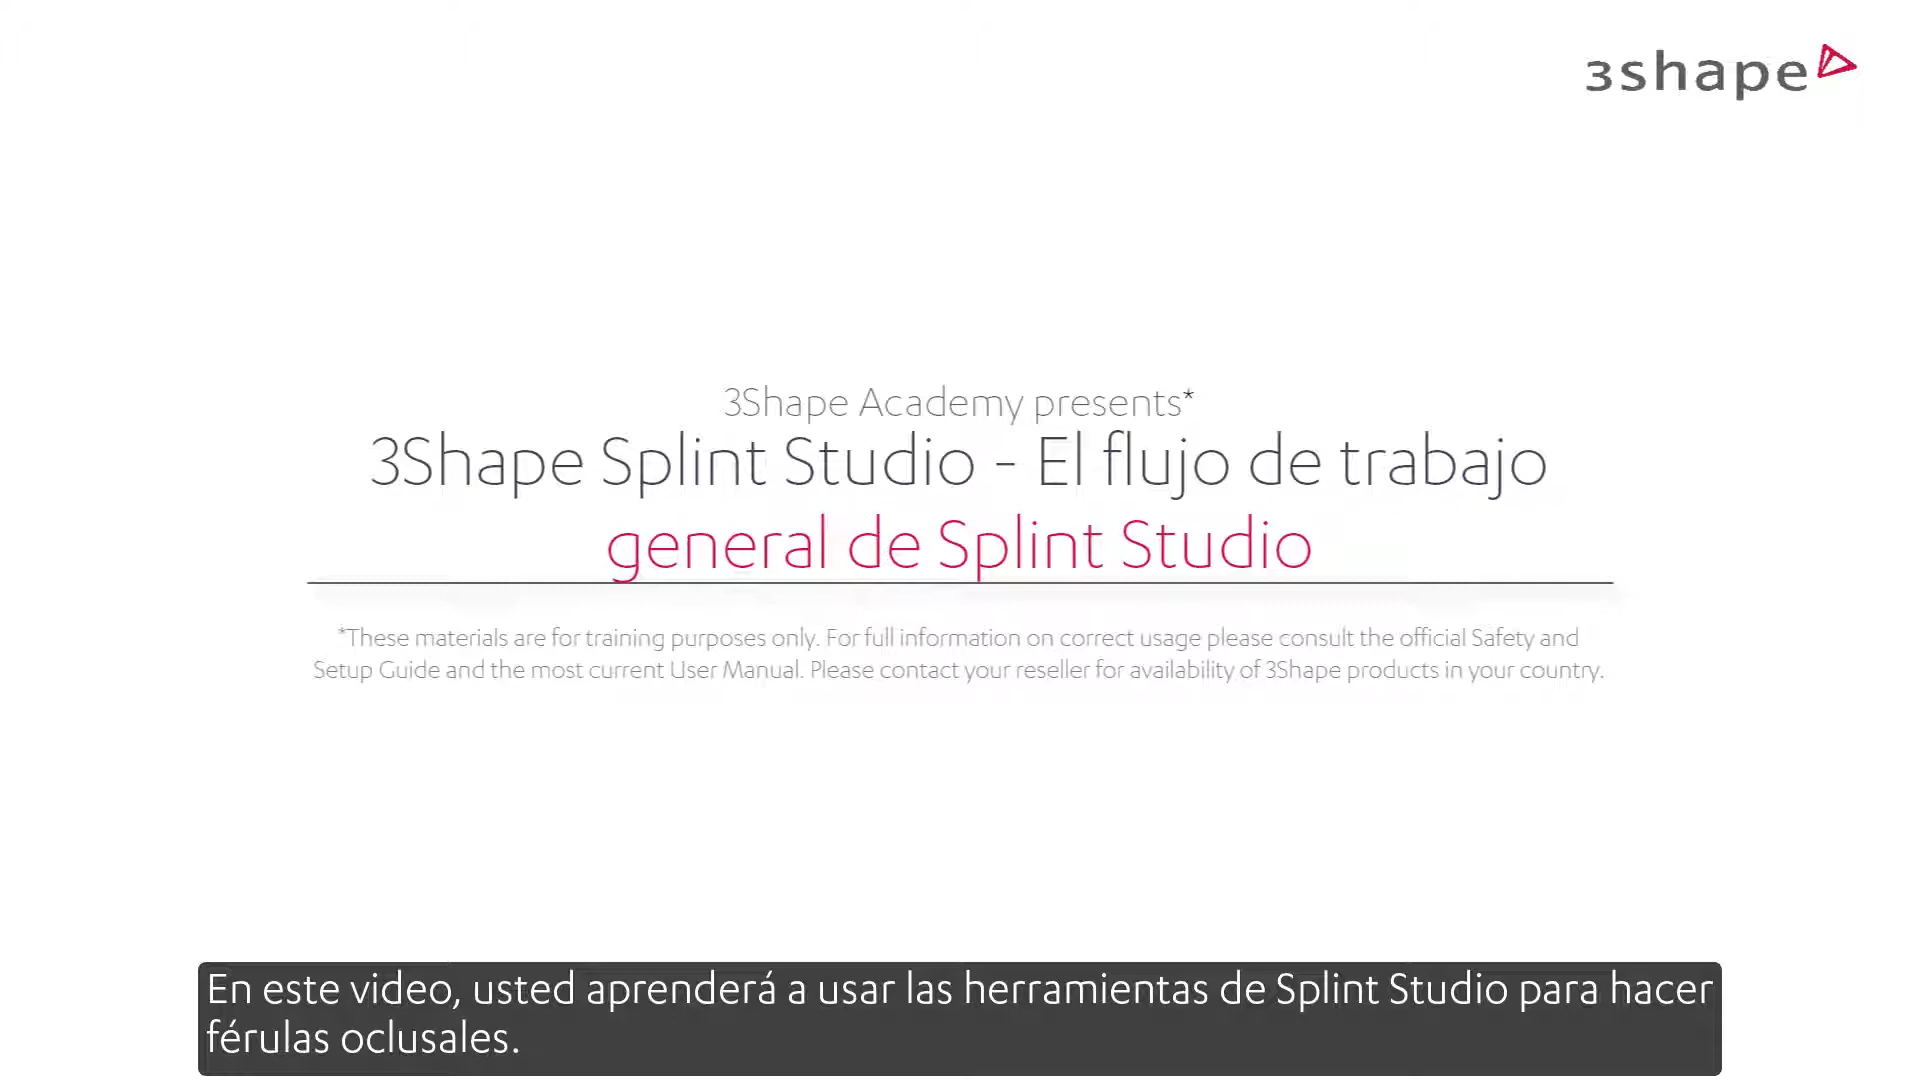 3shape
3Shape Academy presents*
3Shape Splint Studio - El flujo de trabajo
general de Splint Studio
*These materials are for training purposes only. For full information on correct usage please consult the official Safety and
Setup Guide and the most current User Manual. Please contact your reseller for availability of 3Shape products in your country.
En este video, usted aprenderá a usar las herramientas de Splint Studio para hacer
férulas oclusales.